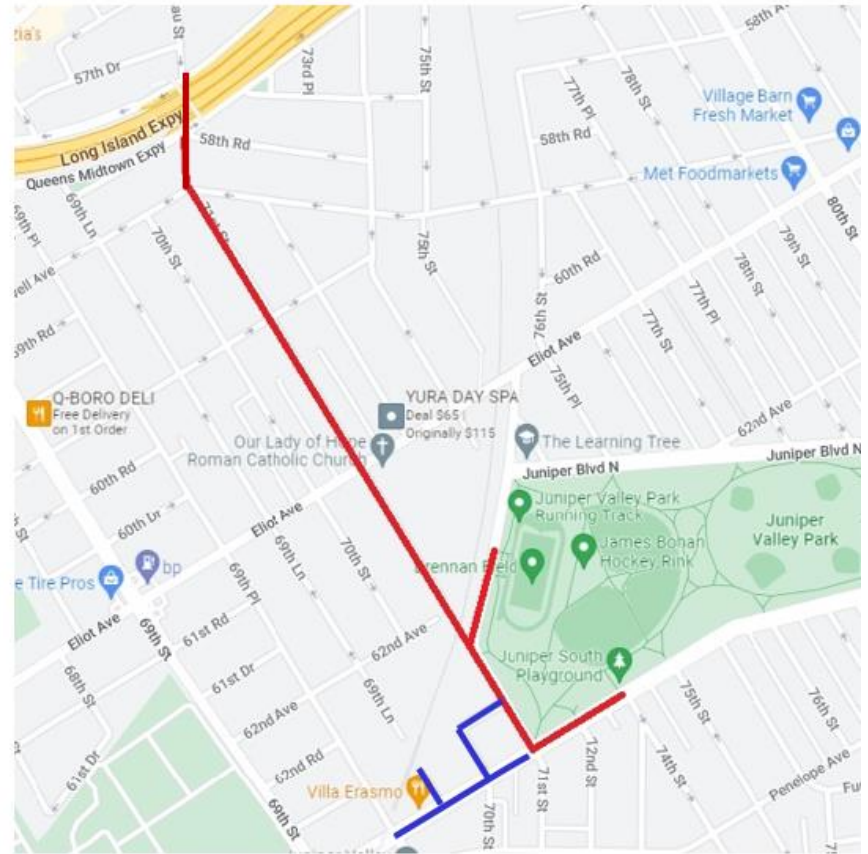 zia's
au St
57th Dr
73rd Pl
75th St
58th Av
77th Pl
78th St
Village Barn
Fresh Market
Long Island Expy
Queens Midtown Expy
58th Rd
58th Rd
Met Foodmarkets
80th St
69th Pl
69th Ln
70th St
75th St
79th St
78th St
77th Pl
77th St
60th Rd
76th St
75th Pl
Eliot Ave
well Ave
69th Rd
Q-BORO DELI
Free Delivery
on 1st Order
YURA DAY SPA
Deal $65
Originally $115
Our Lady of Hope
Roman Catholic Church
The Learning Tree
62nd Ave
Juniper Blvd N
Juniper Blvd N
60th Rd
60th Ln
Eliot Ave
69th Ln
70th St
Juniper Valley Park
Running Track
James Bonan
Hockey Rink
Juniper
Valley Park
bp
e Tire Pros
69th Pl
Eliot Ave
69th St
61st Rd
62nd Ave
Juniper South
Playground
68th St
61st Dr
69th Ln
62nd Ave
75th St
76th St
61st Dr
62nd Rd
Villa Erasmo
69th St
70th St
71st St
72nd St
74th St
Penelope Ave